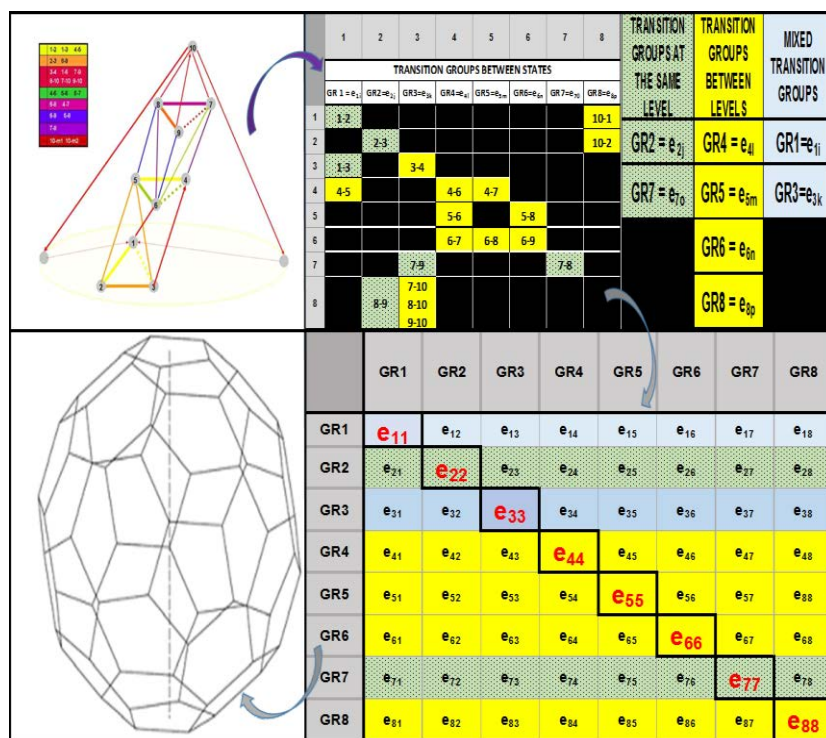 1-2 1-3 4-5
2-3 8-9
10
8
7
9
5
4
6
1
2
3
1 2 3 4 5 6 7 8
TRANSITION GROUPS BETWEEN STATES
GR 1 = e1i GR2=e2j GR3=e3k GR4=e4l GR5=e5m GR6=e6n GR7=e7o GR8=e8p
1 1-2 10-1
2 2-3 10-2
3 1-3 3-4
4 4-5 4-6 4-7
5 5-6 5-8
6 6-7 6-8 6-9
7 7-9 7-8
8 8-9 7-10
8-10
9-10
TRANSITION
GROUPS AT
THE SAME
LEVEL
TRANSITION
GROUPS
BETWEEN
LEVELS
MIXED
TRANSITION
GROUPS
GR2 = e2j GR4 = e4l GR1=e1i
GR7 = e7o GR5 = e5m GR3=e3k
GR6 = e6n
GR8 = e8p
GR1 GR2 GR3 GR4 GR5 GR6 GR7 GR8
GR1 e11 e12 e13 e14 e15 e16 e17 e18
GR2 e21 e22 e23 e24 e25 e26 e27 e28
GR3 e31 e32 e33 e34 e35 e36 e37 e38
GR4 e41 e42 e43 e44 e45 e46 e47 e48
GR5 e51 e52 e53 e54 e55 e56 e57 e88
GR6 e61 e62 e63 e64 e65 e66 e67 e68
GR7 e71 e72 e73 e74 e75 e76 e77 e78
GR8 e81 e82 e83 e84 e85 e86 e87 e88